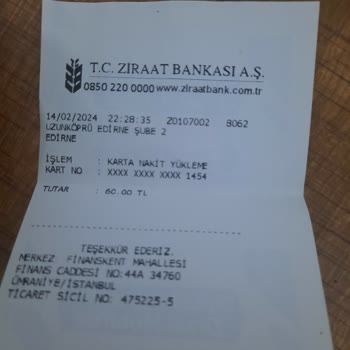 T.C. ZİRAAT BANKASI A.Ş.
0850 220 0000 www.ziraatbank.com.tr
14/02/2024 22:28:35 Z0107002 B062
UZUNKÖPRÜ EDİRNE ŞUBE 2
EDİRNE
İŞLEM : KARTA NAKİT YÜKLEME
KART NO : XXXX XXXX XXXX 1454
TUTAR : 60.00 TL
TEŞEKKÜR EDERİZ.
MERKEZ: FİNANSKENT MAHALLESİ
FİNANS CADDESİ NO:44A 34760
ÜMRANİYE/İSTANBUL
TİCARET SİCİL NO: 475225-5